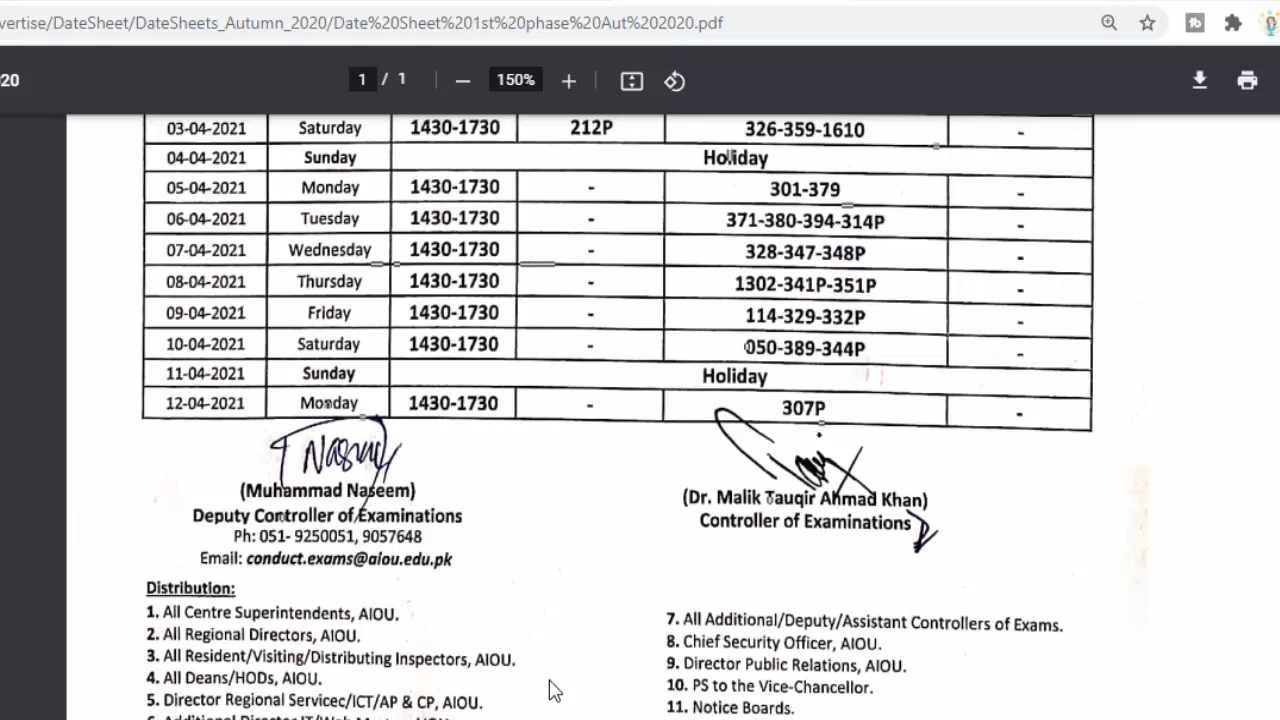 vertise/DateSheet/DateSheets_Autumn_2020/Date%20Sheet%201st%20phase%20Aut%202020.pdf
020 1 / 1 150%
03-04-2021 Saturday 1430-1730 212P 326-359-1610 -
04-04-2021 Sunday Holiday
05-04-2021 Monday 1430-1730 - 301-379 -
06-04-2021 Tuesday 1430-1730 - 371-380-394-314P -
07-04-2021 Wednesday 1430-1730 - 328-347-348P -
08-04-2021 Thursday 1430-1730 - 1302-341P-351P -
09-04-2021 Friday 1430-1730 - 114-329-332P -
10-04-2021 Saturday 1430-1730 - 050-389-344P -
11-04-2021 Sunday Holiday
12-04-2021 Monday 1430-1730 - 307P -
(Muhammad Naseem)
Deputy Controller of Examinations
Ph: 051- 9250051, 9057648
Email: conduct.exams@aiou.edu.pk
(Dr. Malik Tauqir Ahmad Khan)
Controller of Examinations
Distribution:
1. All Centre Superintendents, AIOU.
2. All Regional Directors, AIOU.
3. All Resident/Visiting/Distributing Inspectors, AIOU.
4. All Deans/HODs, AIOU.
5. Director Regional Servicec/ICT/AP & CP, AIOU.
7. All Additional/Deputy/Assistant Controllers of Exams.
8. Chief Security Officer, AIOU.
9. Director Public Relations, AIOU.
10. PS to the Vice-Chancellor.
11. Notice Boards.